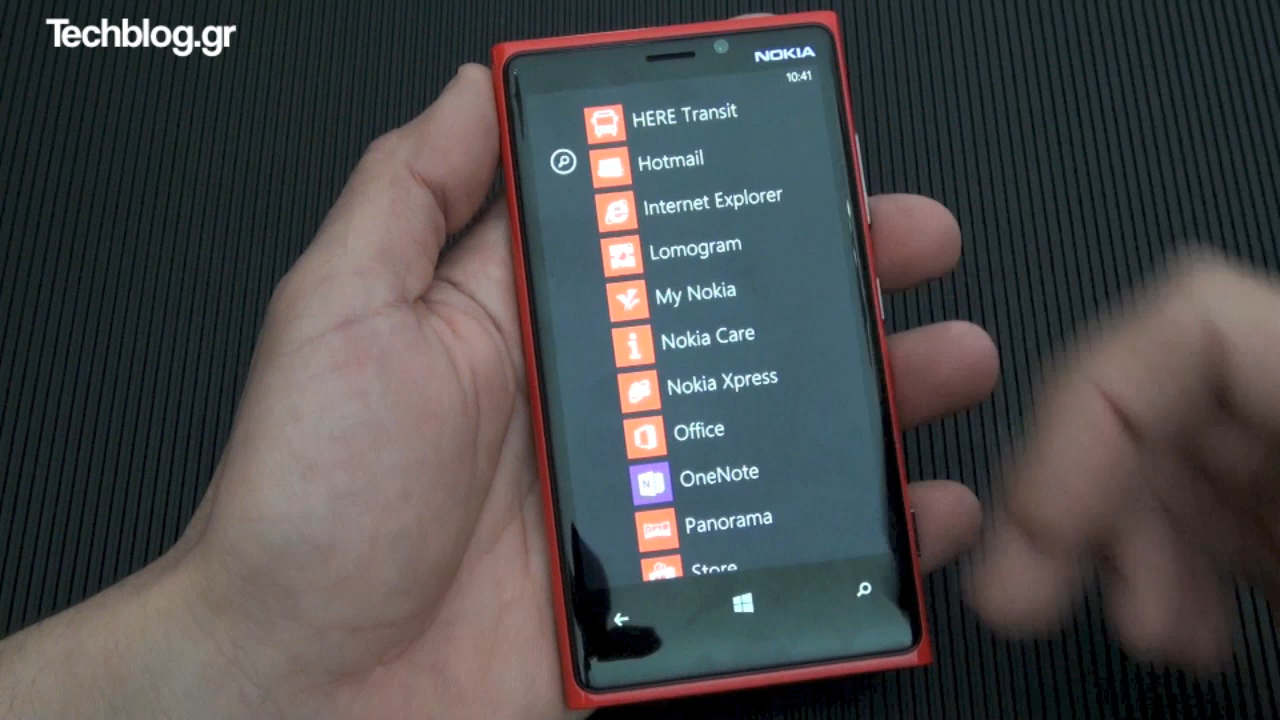 Techblog.gr
NOKIA
10:41
HERE Transit
Hotmail
Internet Explorer
Lomogram
My Nokia
Nokia Care
Nokia Xpress
Office
N OneNote
Panorama
Store